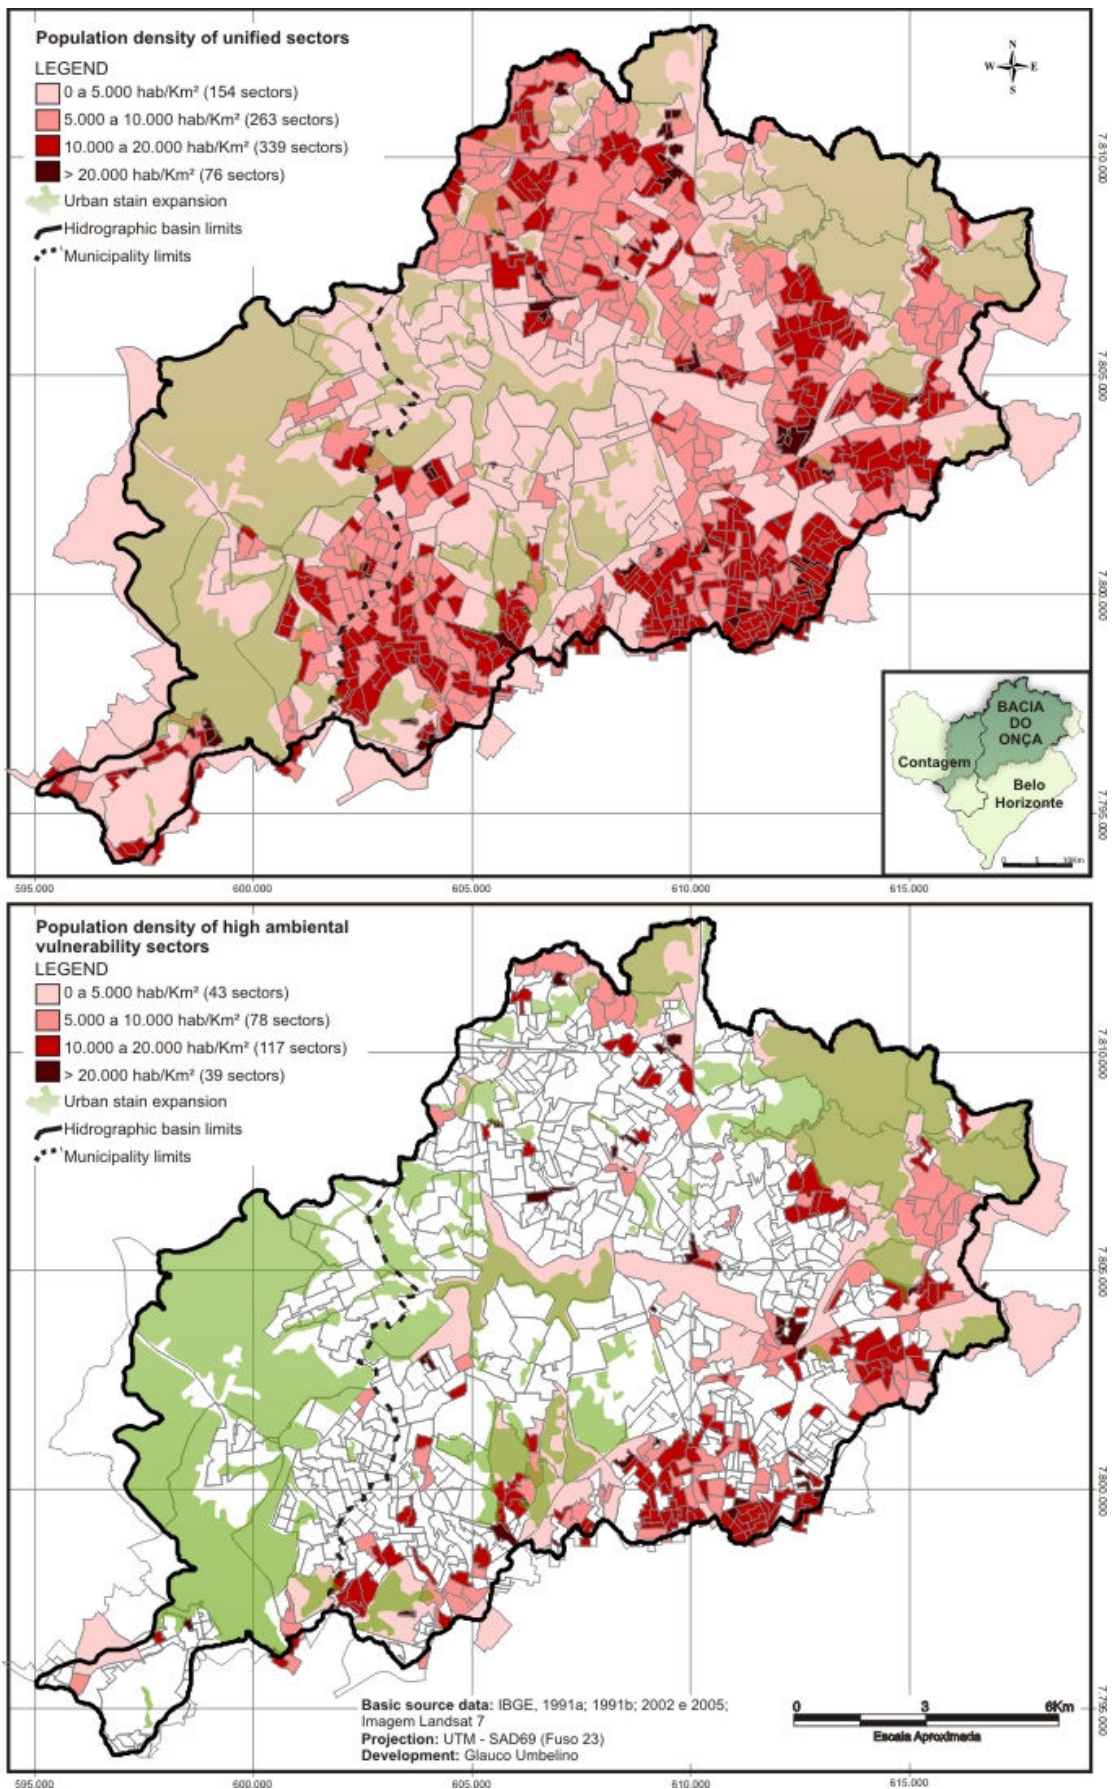 Population density of unified sectors
LEGEND
0 a 5.000 hab/Km² (154 sectors)
5.000 a 10.000 hab/Km² (263 sectors)
10.000 a 20.000 hab/Km² (339 sectors)
> 20.000 hab/Km² (76 sectors)
Urban stain expansion
Hidrographic basin limits
Municipality limits
N
W E
S
7.810.000
7.805.000
7.800.000
7.795.000
BACIA
DO
ONÇA
Contagem
Belo
Horizonte
0 5 10Km
595.000 600.000 605.000 610.000 615.000
Population density of high ambiental
vulnerability sectors
LEGEND
0 a 5.000 hab/Km² (43 sectors)
5.000 a 10.000 hab/Km² (78 sectors)
10.000 a 20.000 hab/Km² (117 sectors)
> 20.000 hab/Km² (39 sectors)
Urban stain expansion
Hidrographic basin limits
Municipality limits
7.810.000
7.805.000
7.800.000
7.795.000
Basic source data: IBGE, 1991a; 1991b; 2002 e 2005;
Imagem Landsat 7
Projection: UTM - SAD69 (Fuso 23)
Development: Glauco Umbelino
0 3 6Km
Escala Aproximada
595.000 600.000 605.000 610.000 615.000